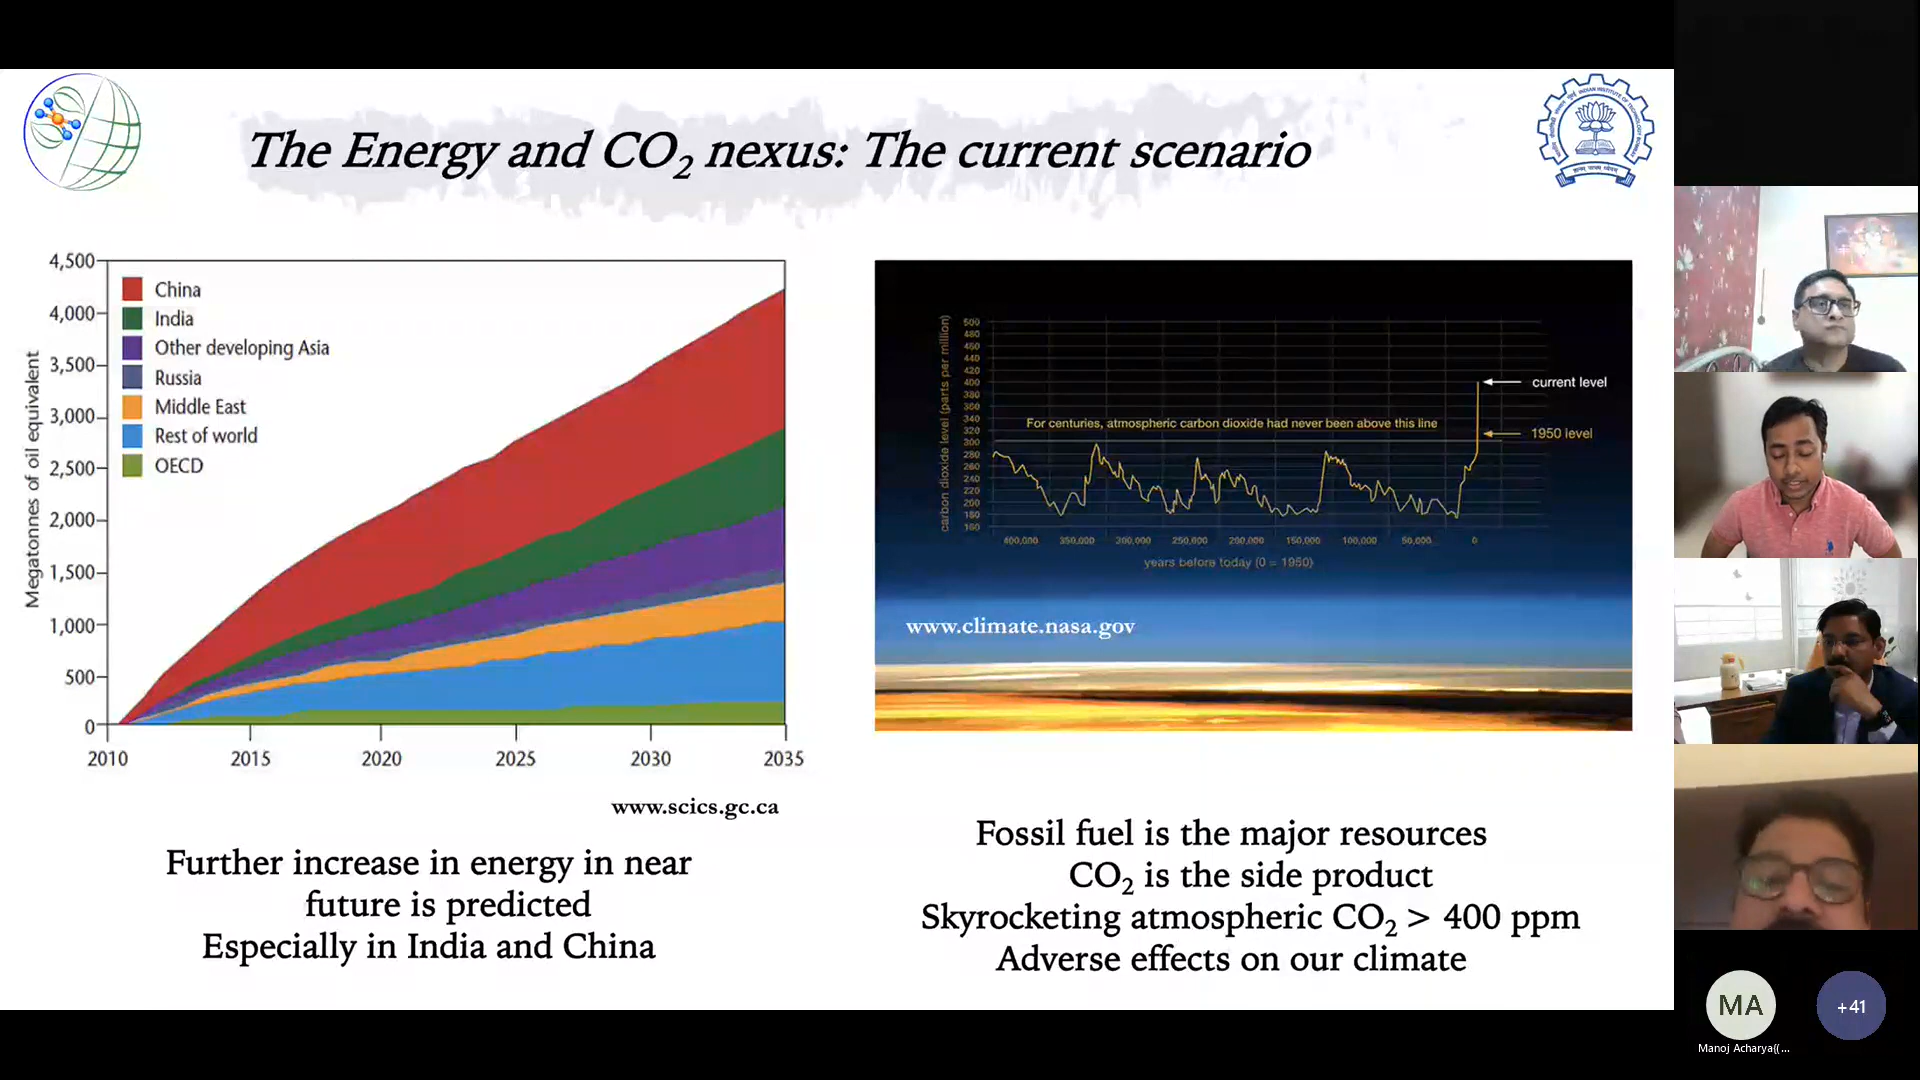 The Energy and CO₂ nexus: The current scenario
4,500
4,000
3,500
3,000
2,500
2,000
1,500
1,000
500
0
Megatonnes of oil equivalent
China
India
Other developing Asia
Russia
Middle East
Rest of world
OECD
2010 2015 2020 2025 2030 2035
www.scics.gc.ca
Further increase in energy in near
future is predicted
Especially in India and China
carbon dioxide level (parts per million)
500
480
460
440
420
400
380
360
340
320
300
280
260
240
220
200
180
160
For centuries, atmospheric carbon dioxide had never been above this line
current level
1950 level
400,000 350,000 300,000 250,000 200,000 150,000 100,000 50,000 0
years before today (0 = 1950)
www.climate.nasa.gov
Fossil fuel is the major resources
CO₂ is the side product
Skyrocketing atmospheric CO₂ > 400 ppm
Adverse effects on our climate
MA
+41
Manoj Acharya((...